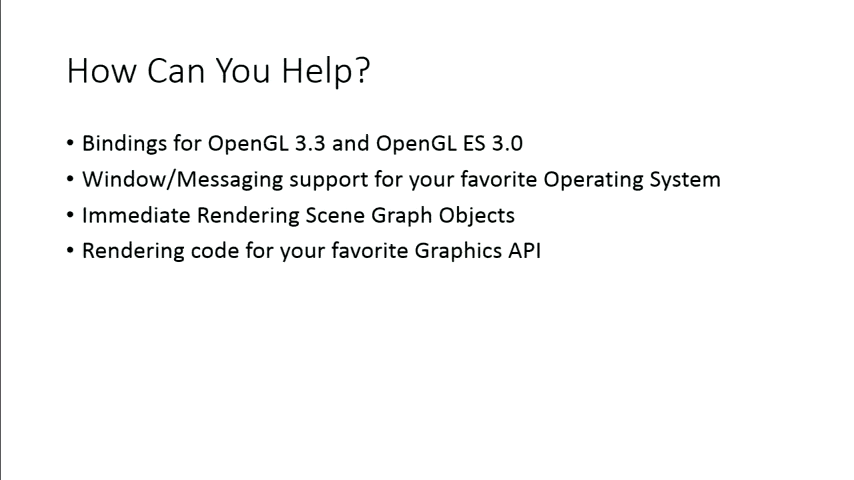 How Can You Help?
• Bindings for OpenGL 3.3 and OpenGL ES 3.0
• Window/Messaging support for your favorite Operating System
• Immediate Rendering Scene Graph Objects
• Rendering code for your favorite Graphics API